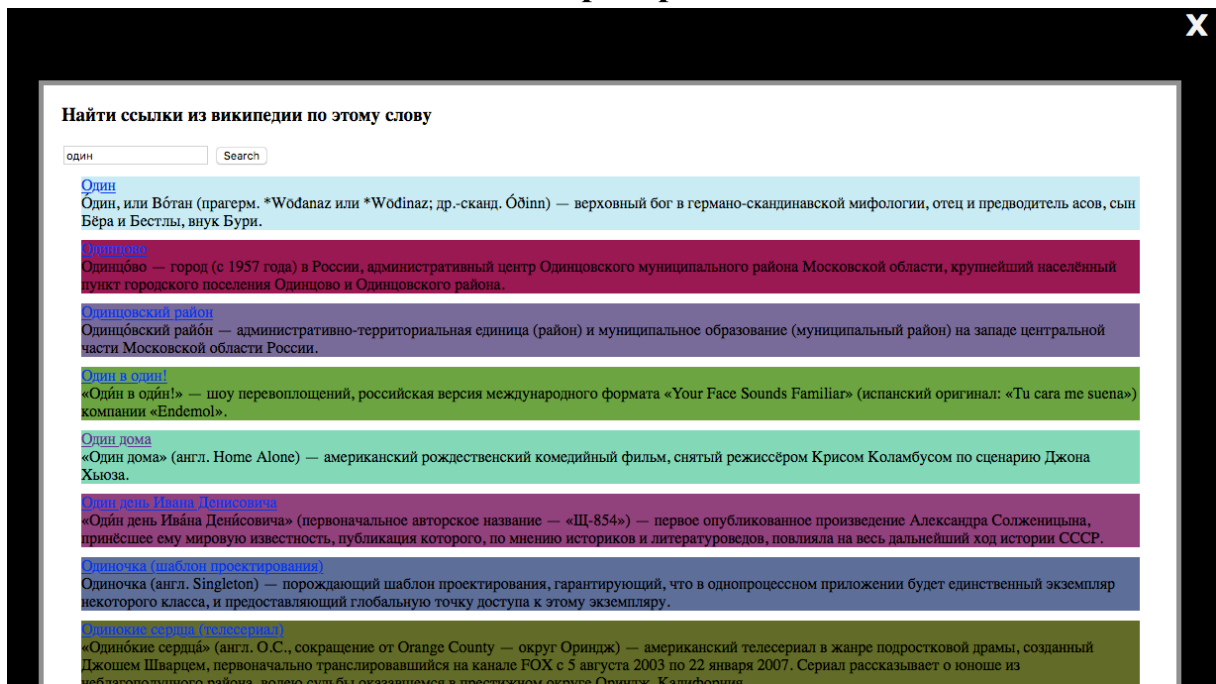 X
Найти ссылки из википедии по этому слову
один Search
Один
О́дин, или Во́тан (прагерм. *Wōđanaz или *Wōđinaz; др.-сканд. Óðinn) — верховный бог в германо-скандинавской мифологии, отец и предводитель асов, сын
Бёра и Бестлы, внук Бури.
Одинцово
Одинцо́во — город (с 1957 года) в России, административный центр Одинцовского муниципального района Московской области, крупнейший населённый
пункт городского поселения Одинцово и Одинцовского района.
Одинцовский район
Одинцо́вский райо́н — административно-территориальная единица (район) и муниципальное образование (муниципальный район) на западе центральной
части Московской области России.
Один в один!
«Оди́н в оди́н!» — шоу перевоплощений, российская версия международного формата «Your Face Sounds Familiar» (испанский оригинал: «Tu cara me suena»)
компании «Endemol».
Один дома
«Один дома» (англ. Home Alone) — американский рождественский комедийный фильм, снятый режиссёром Крисом Коламбусом по сценарию Джона
Хьюза.
Один день Ивана Денисовича
«Оди́н день Ива́на Дени́совича» (первоначальное авторское название — «Щ-854») — первое опубликованное произведение Александра Солженицына,
принёсшее ему мировую известность, публикация которого, по мнению историков и литературоведов, повлияла на весь дальнейший ход истории СССР.
Одиночка (шаблон проектирования)
Одиночка (англ. Singleton) — порождающий шаблон проектирования, гарантирующий, что в однопроцессном приложении будет единственный экземпляр
некоторого класса, и предоставляющий глобальную точку доступа к этому экземпляру.
Одинокие сердца (телесериал)
«Одино́кие сердца́» (англ. O.C., сокращение от Orange County — округ Ориндж) — американский телесериал в жанре подростковой драмы, созданный
Джошем Шварцем, первоначально транслировавшийся на канале FOX с 5 августа 2003 по 22 января 2007. Сериал рассказывает о юноше из
неблагополучного района, волею судьбы оказавшемся в престижном округе Ориндж, Калифорния.